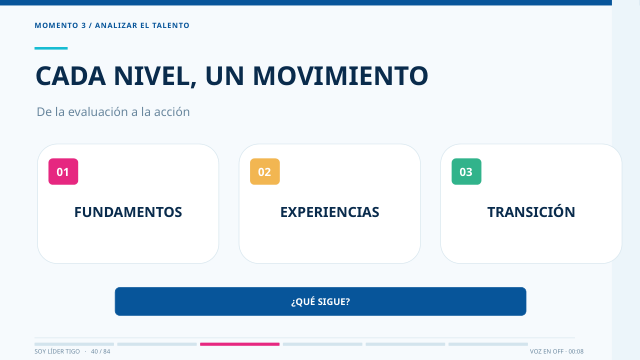 MOMENTO 3 / ANALIZAR EL TALENTO
CADA NIVEL, UN MOVIMIENTO
De la evaluación a la acción
01
FUNDAMENTOS
02
EXPERIENCIAS
03
TRANSICIÓN
¿QUÉ SIGUE?
SOY LÍDER TIGO · 40 / 84
VOZ EN OFF · 00:08